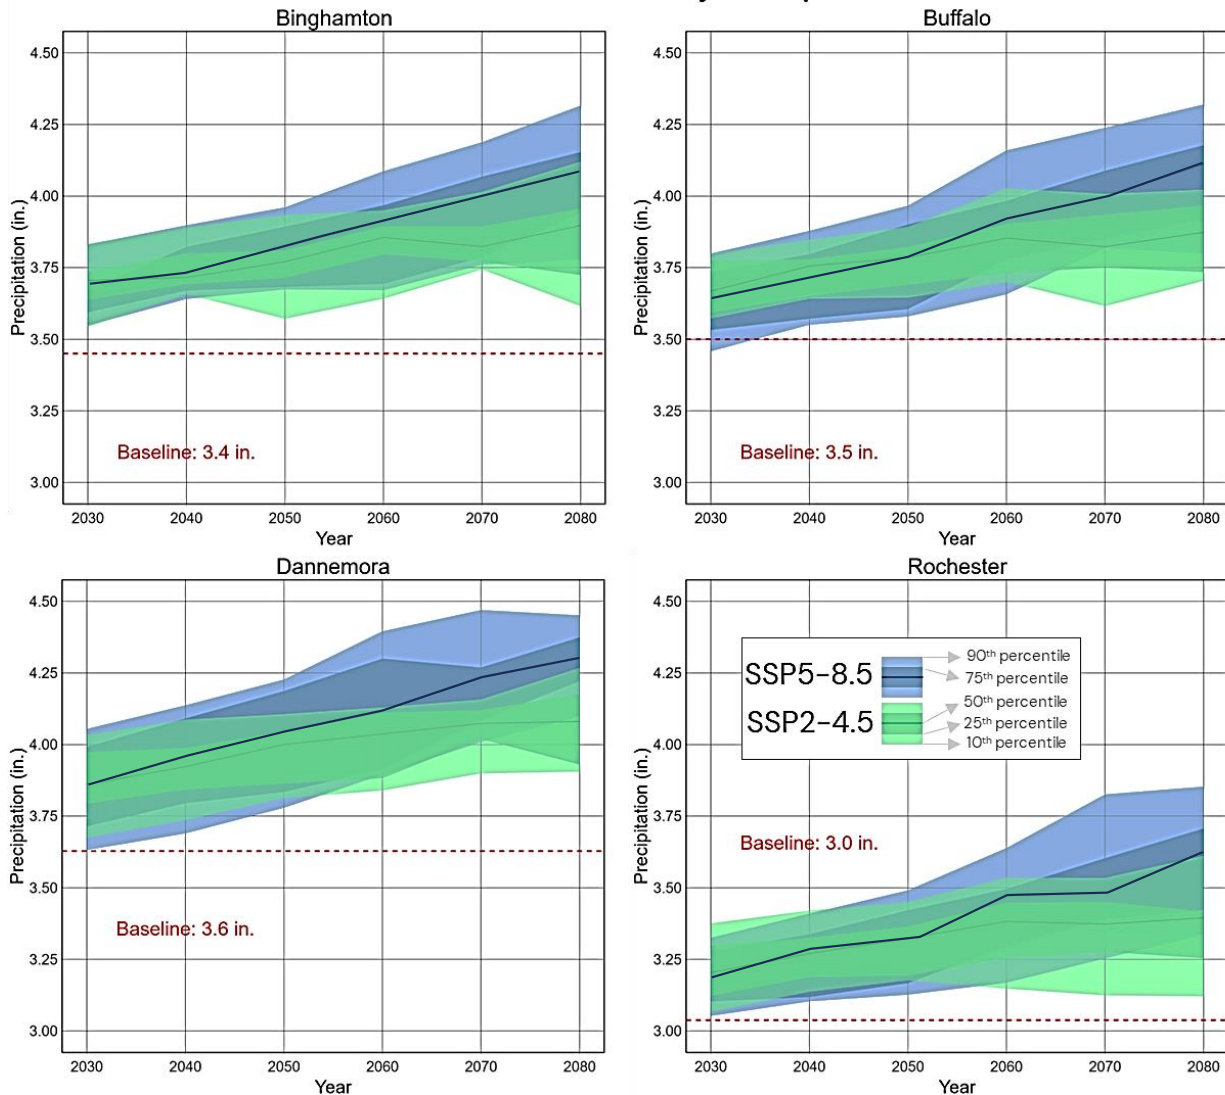 Binghamton
4.50
4.25
4.00
3.75
3.50
3.25
3.00
Precipitation (in.)
Baseline: 3.4 in.
2030 2040 2050 2060 2070 2080
Year
Buffalo
4.50
4.25
4.00
3.75
3.50
3.25
3.00
Precipitation (in.)
Baseline: 3.5 in.
2030 2040 2050 2060 2070 2080
Year
Dannemora
4.50
4.25
4.00
3.75
3.50
3.25
3.00
Precipitation (in.)
Baseline: 3.6 in.
2030 2040 2050 2060 2070 2080
Year
Rochester
4.50
4.25
4.00
3.75
3.50
3.25
3.00
Precipitation (in.)
SSP5-8.5
SSP2-4.5
90th percentile
75th percentile
50th percentile
25th percentile
10th percentile
Baseline: 3.0 in.
2030 2040 2050 2060 2070 2080
Year